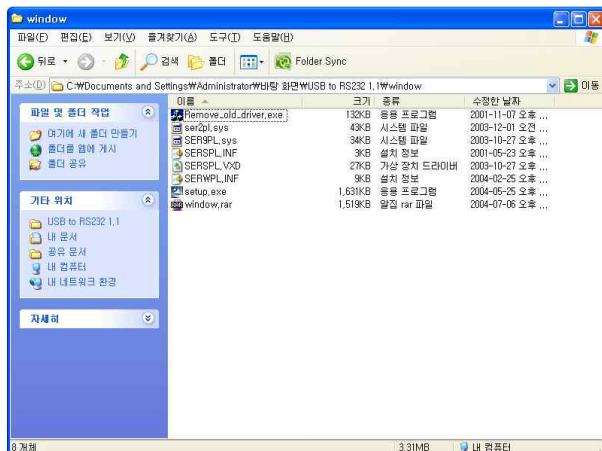 window
파일(F) 편집(E) 보기(V) 즐겨찾기(A) 도구(T) 도움말(H)
뒤로 검색 폴더 Folder Sync
주소(D) C:₩Documents and Settings₩Administrator₩바탕 화면₩USB to RS232 1.1₩window 이동
파일 및 폴더 작업
여기에 새 폴더 만들기
폴더를 웹에 게시
폴더 공유
기타 위치
USB to RS232 1.1
내 문서
공유 문서
내 컴퓨터
내 네트워크 환경
자세히
이름 크기 종류 수정한 날짜
Remove_old_driver.exe 132KB 응용 프로그램 2001-11-07 오후 ...
ser2pl.sys 43KB 시스템 파일 2003-12-01 오전 ...
SER9PL.sys 34KB 시스템 파일 2003-10-27 오후 ...
SERSPL.INF 3KB 설치 정보 2001-05-23 오후 ...
SERSPL.VXD 27KB 가상 장치 드라이버 2003-10-27 오후 ...
SERWPL.INF 9KB 설치 정보 2004-02-25 오후 ...
setup.exe 1,631KB 응용 프로그램 2004-05-25 오후 ...
window.rar 1,519KB 알집 rar 파일 2004-07-06 오후 ...
8 개체 3.31MB 내 컴퓨터